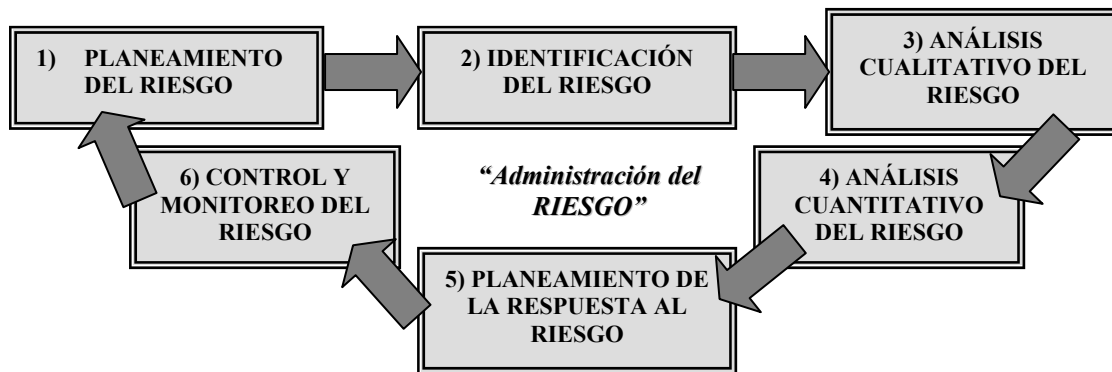 1) PLANEAMIENTO
DEL RIESGO
2) IDENTIFICACIÓN
DEL RIESGO
3) ANÁLISIS
CUALITATIVO DEL
RIESGO
4) ANÁLISIS
CUANTITATIVO
DEL RIESGO
5) PLANEAMIENTO DE
LA RESPUESTA AL
RIESGO
6) CONTROL Y
MONITOREO DEL
RIESGO
“Administración del
RIESGO”